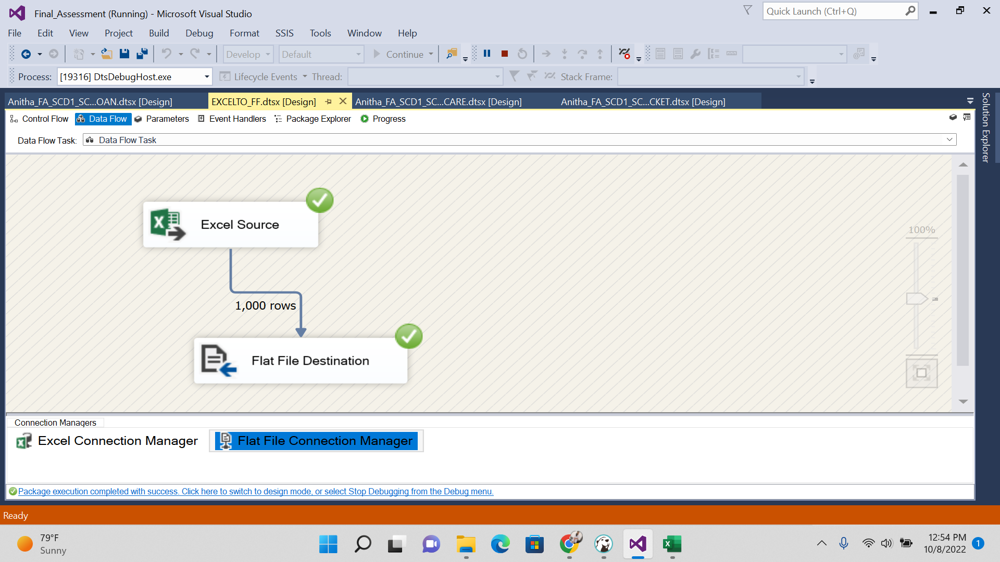 Final_Assessment (Running) - Microsoft Visual Studio
Quick Launch (Ctrl+Q)
File Edit View Project Build Debug Format SSIS Tools Window Help
Develop Default Continue
Process: [19316] DtsDebugHost.exe Lifecycle Events Thread: Stack Frame:
Anitha_FA_SCD1_SC...OAN.dtsx [Design] EXCELTO_FF.dtsx [Design] Anitha_FA_SCD1_SC...CARE.dtsx [Design] Anitha_FA_SCD1_SC...CKET.dtsx [Design]
Solution Explorer
Control Flow Data Flow Parameters Event Handlers Package Explorer Progress
Data Flow Task: Data Flow Task
Excel Source
100%
1,000 rows
Flat File Destination
Connection Managers
Excel Connection Manager Flat File Connection Manager
Package execution completed with success. Click here to switch to design mode, or select Stop Debugging from the Debug menu.
Ready
79°F
Sunny
12:54 PM
10/8/2022
1